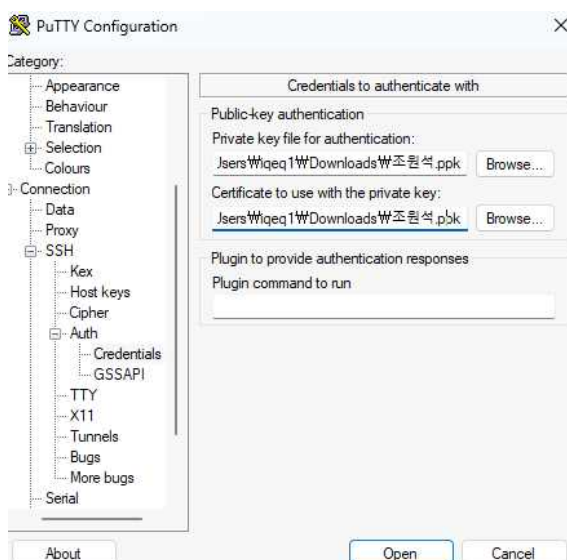 PuTTY Configuration
Category:
Appearance
Behaviour
Translation
Selection
Colours
Connection
Data
Proxy
SSH
Kex
Host keys
Cipher
Auth
Credentials
GSSAPI
TTY
X11
Tunnels
Bugs
More bugs
Serial
Credentials to authenticate with
Public-key authentication
Private key file for authentication:
Jsers₩iqeq1₩Downloads₩조원석.ppk
Browse...
Certificate to use with the private key:
Jsers₩iqeq1₩Downloads₩조원석.ppk
Browse...
Plugin to provide authentication responses
Plugin command to run
About
Open
Cancel